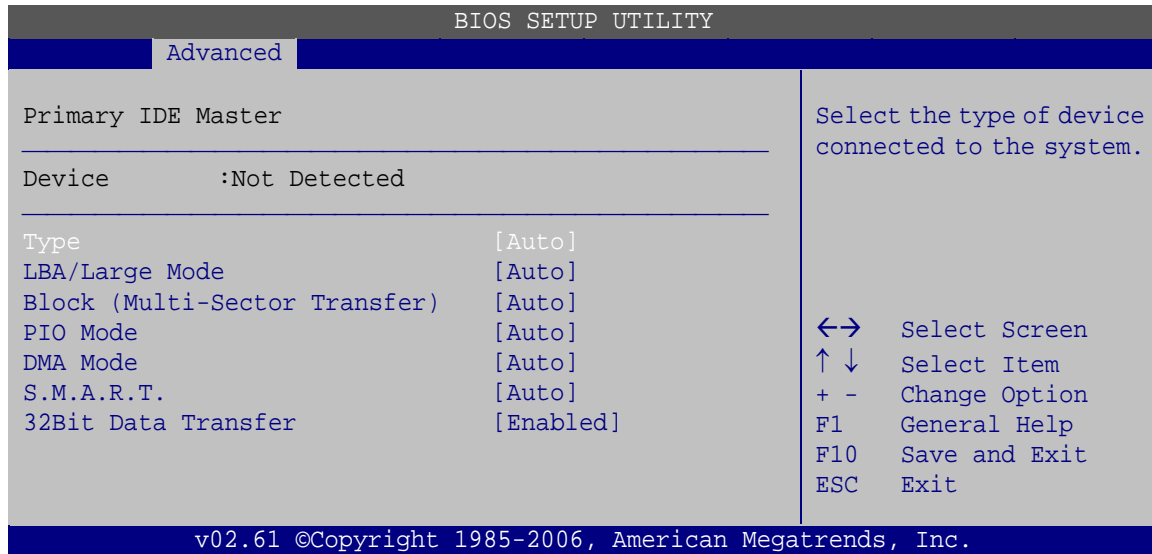 BIOS SETUP UTILITY
Advanced
Primary IDE Master
Device :Not Detected
Type [Auto]
LBA/Large Mode [Auto]
Block (Multi-Sector Transfer) [Auto]
PIO Mode [Auto]
DMA Mode [Auto]
S.M.A.R.T. [Auto]
32Bit Data Transfer [Enabled]
Select the type of device
connected to the system.
←→ Select Screen
↑ ↓ Select Item
+ - Change Option
F1 General Help
F10 Save and Exit
ESC Exit
v02.61 ©Copyright 1985-2006, American Megatrends, Inc.